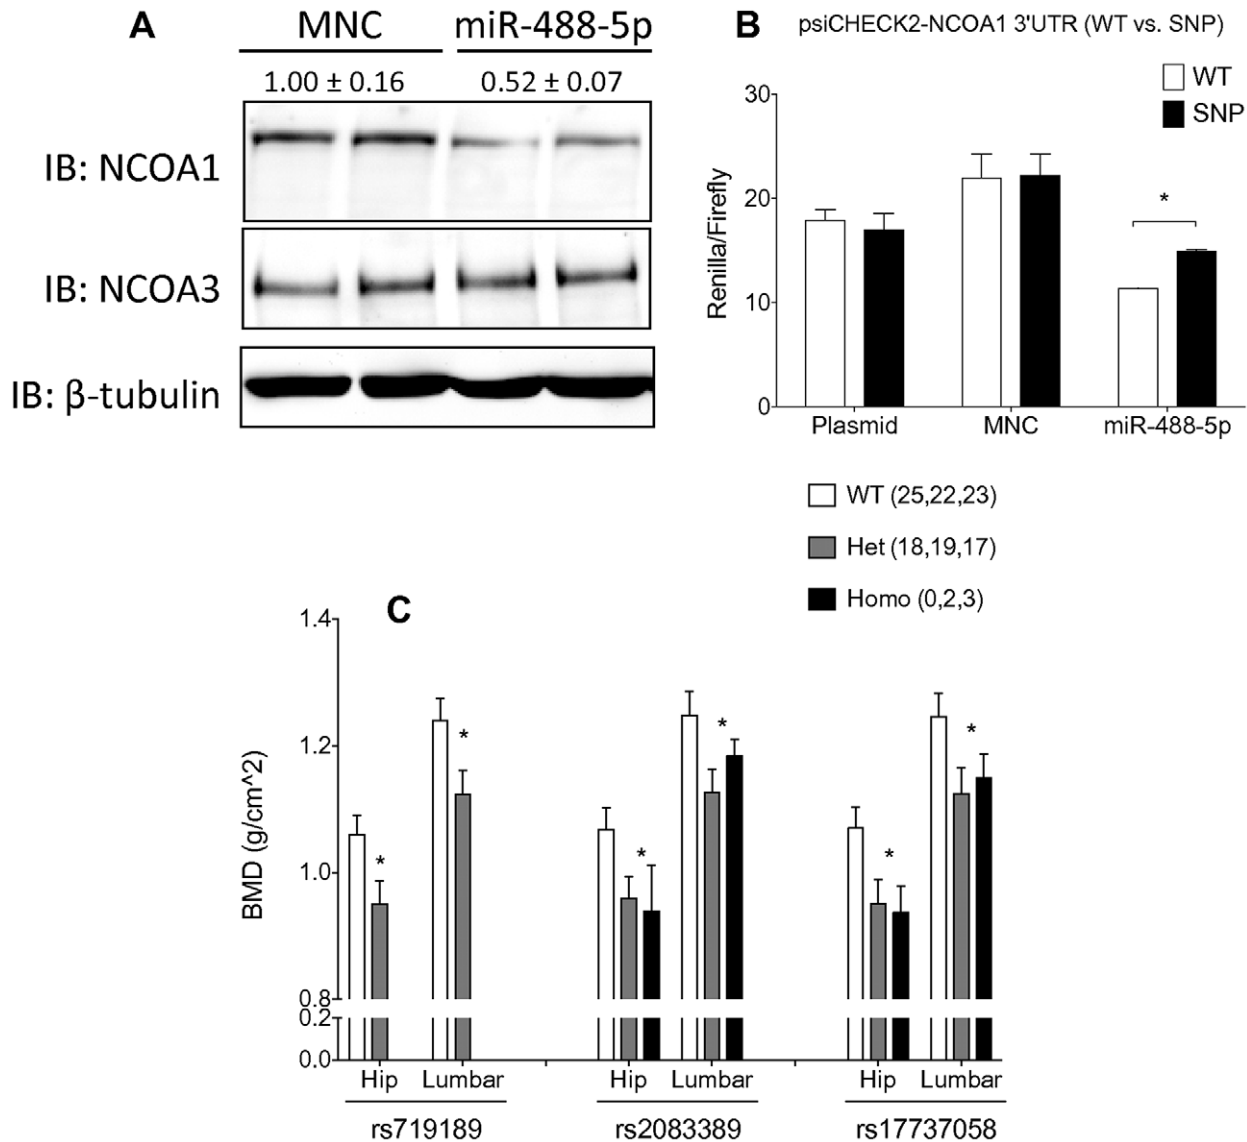 A
MNC
miR-488-5p
1.00 ± 0.16
0.52 ± 0.07
IB: NCOA1
IB: NCOA3
IB: β-tubulin
B
psiCHECK2-NCOA1 3'UTR (WT vs. SNP)
WT
SNP
Renilla/Firefly
30
20
10
0
*
Plasmid
MNC
miR-488-5p
WT (25,22,23)
Het (18,19,17)
Homo (0,2,3)
C
BMD (g/cm^2)
1.4
1.2
1.0
0.8
0.2
0.0
*
*
*
*
*
*
Hip
Lumbar
Hip
Lumbar
Hip
Lumbar
rs719189
rs2083389
rs17737058